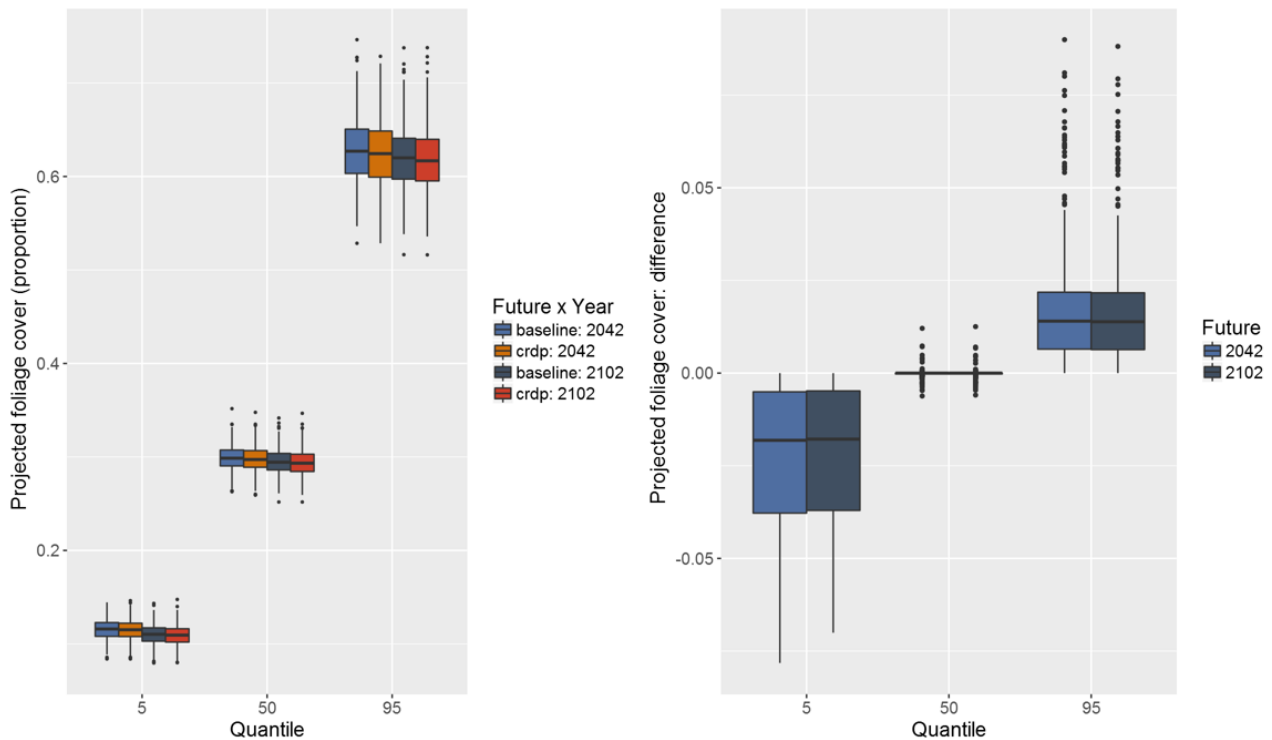 Projected foliage cover (proportion)
0.6
0.4
0.2
5
50
95
Quantile
Future x Year
baseline: 2042
crdp: 2042
baseline: 2102
crdp: 2102
Projected foliage cover: difference
0.05
0.00
-0.05
5
50
95
Quantile
Future
2042
2102